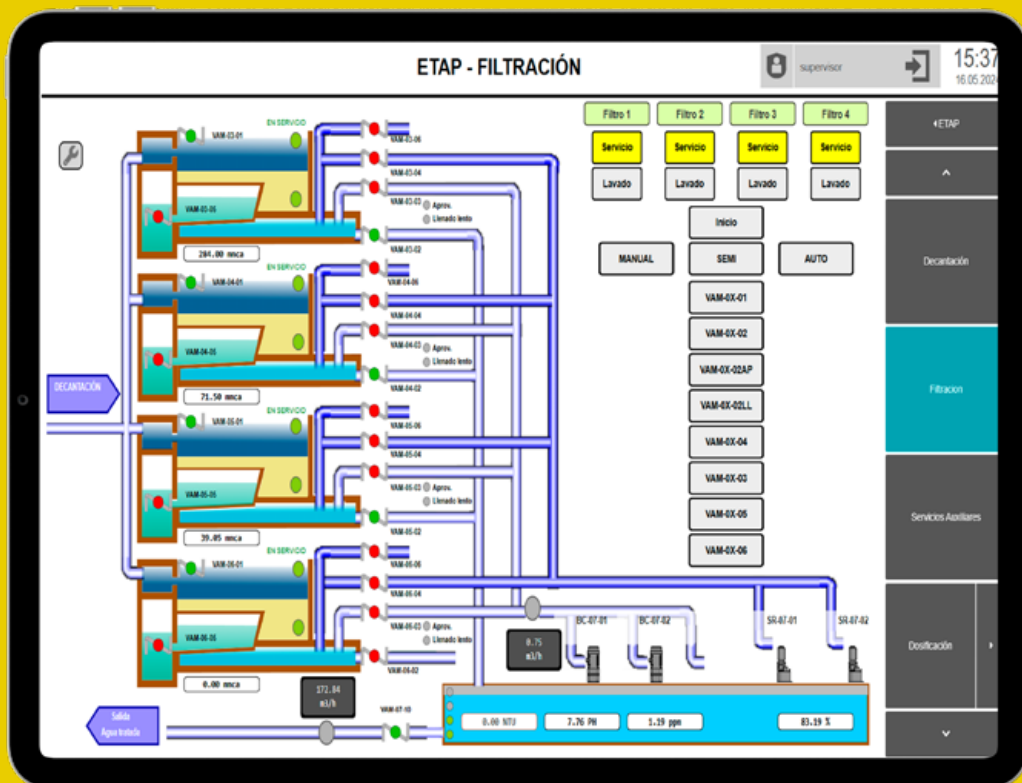 ETAP - FILTRACIÓN
supervisor
15:37
16.05.2024
Filtro 1
Filtro 2
Filtro 3
Filtro 4
Servicio
Servicio
Servicio
Servicio
Lavado
Lavado
Lavado
Lavado
Inicio
MANUAL
SEMI
AUTO
VAM-0X-01
VAM-0X-02
VAM-0X-02AP
VAM-0X-02LL
VAM-0X-04
VAM-0X-03
VAM-0X-05
VAM-0X-06
ETAP
Decantación
Filtracion
Servicios Auxiliares
Dosificación
EN SERVICIO
VAM-03-01
VAM-03-06
VAM-03-04
VAM-03-03
Aprov.
Llenado lento
VAM-03-05
VAM-03-02
284.00 mmca
EN SERVICIO
VAM-04-01
VAM-04-06
VAM-04-04
VAM-04-03
Aprov.
Llenado lento
VAM-04-05
VAM-04-02
71.50 mmca
DECANTACIÓN
EN SERVICIO
VAM-05-01
VAM-05-06
VAM-05-04
VAM-05-03
Aprov.
Llenado lento
VAM-05-05
VAM-05-02
39.05 mmca
EN SERVICIO
VAM-06-01
VAM-06-06
VAM-06-04
VAM-06-03
Aprov.
Llenado lento
VAM-06-05
VAM-06-02
0.00 mmca
BC-07-01
BC-07-02
SR-07-01
SR-07-02
0.75
m3/h
172.84
m3/h
VAM-07-10
Salida
Agua tratada
0.00 NTU
7.76 PH
1.19 ppm
83.19 %